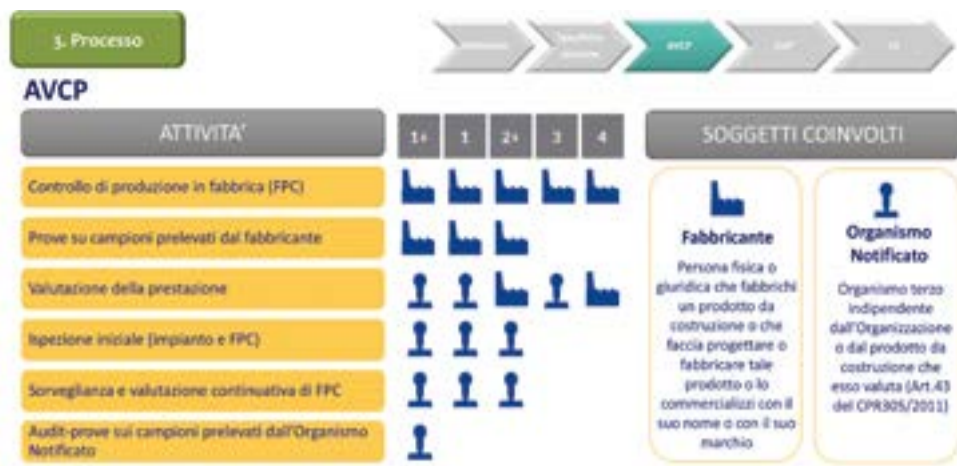 3. Processo
AVCP
AVCP
ATTIVITA'
1+ 1 2+ 3 4
SOGGETTI COINVOLTI
Controllo di produzione in fabbrica (FPC)
Prove su campioni prelevati dal fabbricante
Valutazione della prestazione
Ispezione iniziale (impianto e FPC)
Sorveglianza e valutazione continuativa di FPC
Audit-prove sui campioni prelevati dall'Organismo
Notificato
Fabbricante
Persona fisica o
giuridica che fabbrichi
un prodotto da
costruzione o che
faccia progettare o
fabbricare tale
prodotto o lo
commercializzi con il
suo nome o con il suo
marchio
Organismo
Notificato
Organismo terzo
indipendente
dall'Organizzazione
o dal prodotto da
costruzione che
esso valuta (Art.43
del CPR305/2011)